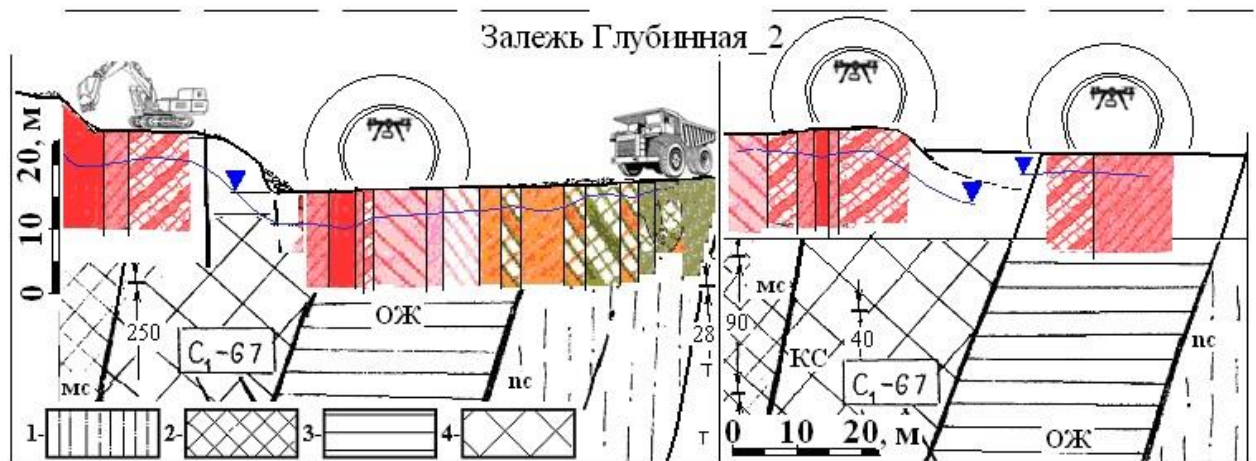 Залежь Глубинная_2
20, м
10
0
250
С₁-67
мс
ОЖ
пс
28
т
т
1-
2-
3-
4-
90
мс
КС
40
С₁-67
0 10 20, м
ОЖ
пс